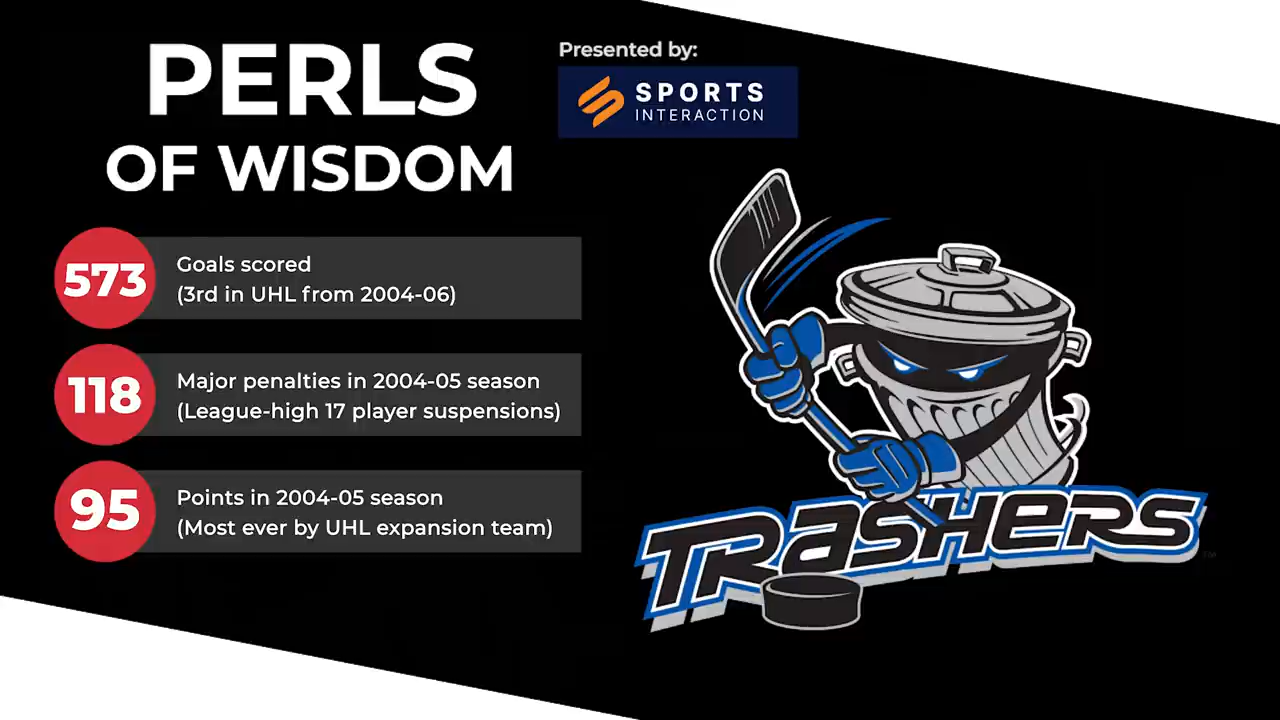 PERLS
OF WISDOM
Presented by:
SPORTS
INTERACTION
573
Goals scored
(3rd in UHL from 2004-06)
118
Major penalties in 2004-05 season
(League-high 17 player suspensions)
95
Points in 2004-05 season
(Most ever by UHL expansion team)
TRASHERS
TM